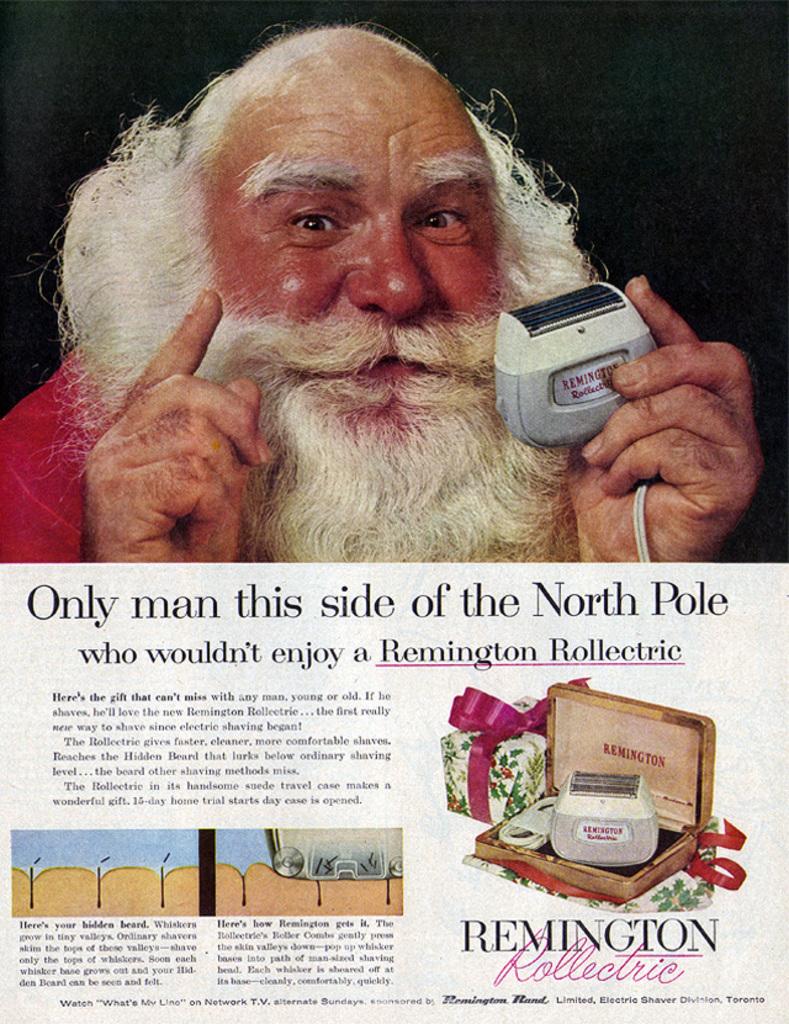 REMINGTON
Rollectric
Only man this side of the North Pole
who wouldn't enjoy a Remington Rollectric
Here's the gift that can't miss with any man, young or old. If he
shaves, he'll love the new Remington Rollectric... the first really
new way to shave since electric shaving began!
The Rollectric gives faster, cleaner, more comfortable shaves.
Reaches the Hidden Beard that lurks below ordinary shaving
level... the beard other shaving methods miss.
The Rollectric in its handsome suede travel case makes a
wonderful gift. 15-day home trial starts day case is opened.
REMINGTON
REMINGTON
Rollectric
Here's your hidden beard. Whiskers
grow in tiny valleys. Ordinary shavers
skim the tops of these valleys—shave
only the tops of whiskers. Soon each
whisker base grows out and your Hid-
den Beard can be seen and felt.
Here's how Remington gets it. The
Rollectric's Roller Combs gently press
the skin valleys down—pop up whisker
bases into path of man-sized shaving
head. Each whisker is sheared off at
its base—cleanly, comfortably, quickly.
REMINGTON
Rollectric
Watch "What's My Line" on Network T.V. alternate Sundays, sponsored by Remington Rand Limited, Electric Shaver Division, Toronto